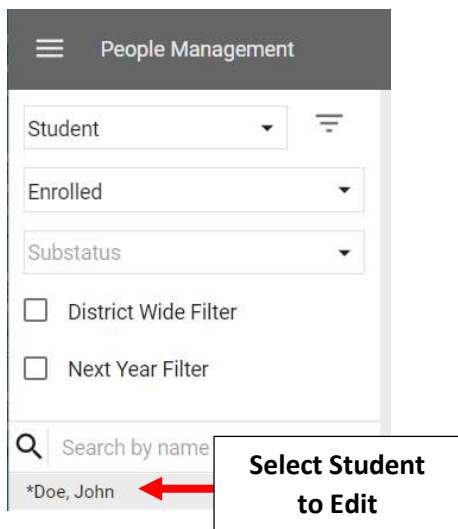 People Management
Student
Enrolled
Substatus
District Wide Filter
Next Year Filter
Search by name
*Doe, John
Select Student
to Edit